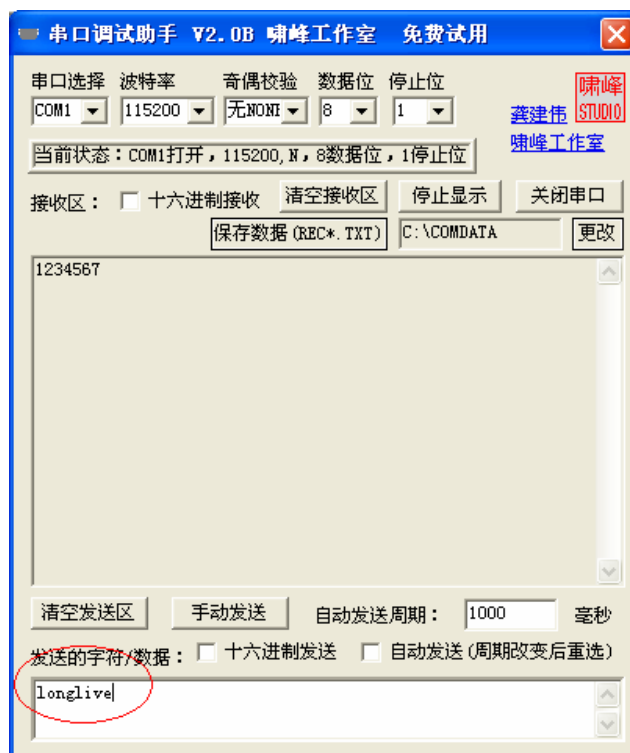 串口调试助手 V2.0B 啸峰工作室 免费试用
串口选择 波特率 奇偶校验 数据位 停止位
COM1 115200 无NONE 8 1
啸峰
STUDIO
龚建伟
啸峰工作室
当前状态：COM1打开，115200,N，8数据位，1停止位
接收区： 十六进制接收 清空接收区 停止显示 关闭串口
保存数据(REC*.TXT) C:\COMDATA 更改
1234567
清空发送区 手动发送 自动发送周期： 1000 毫秒
发送的字符/数据： 十六进制发送 自动发送(周期改变后重选)
longlive